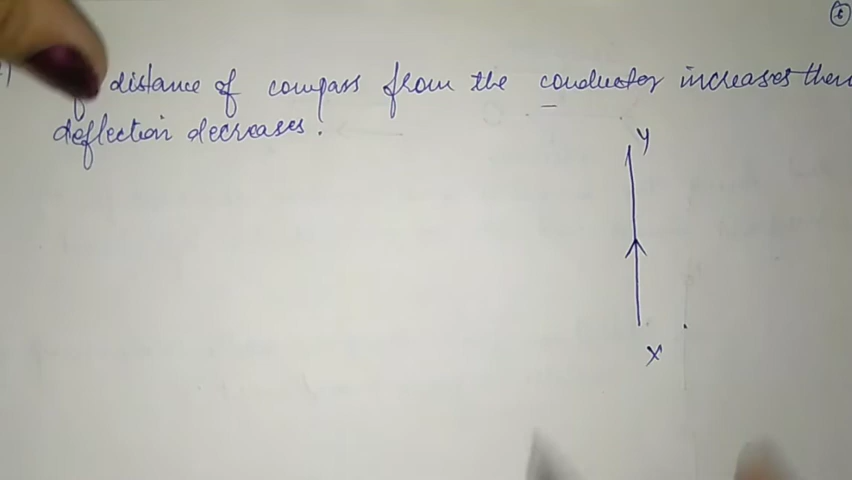 distance of compass from the conductor increases then
deflection decreases.
y
x